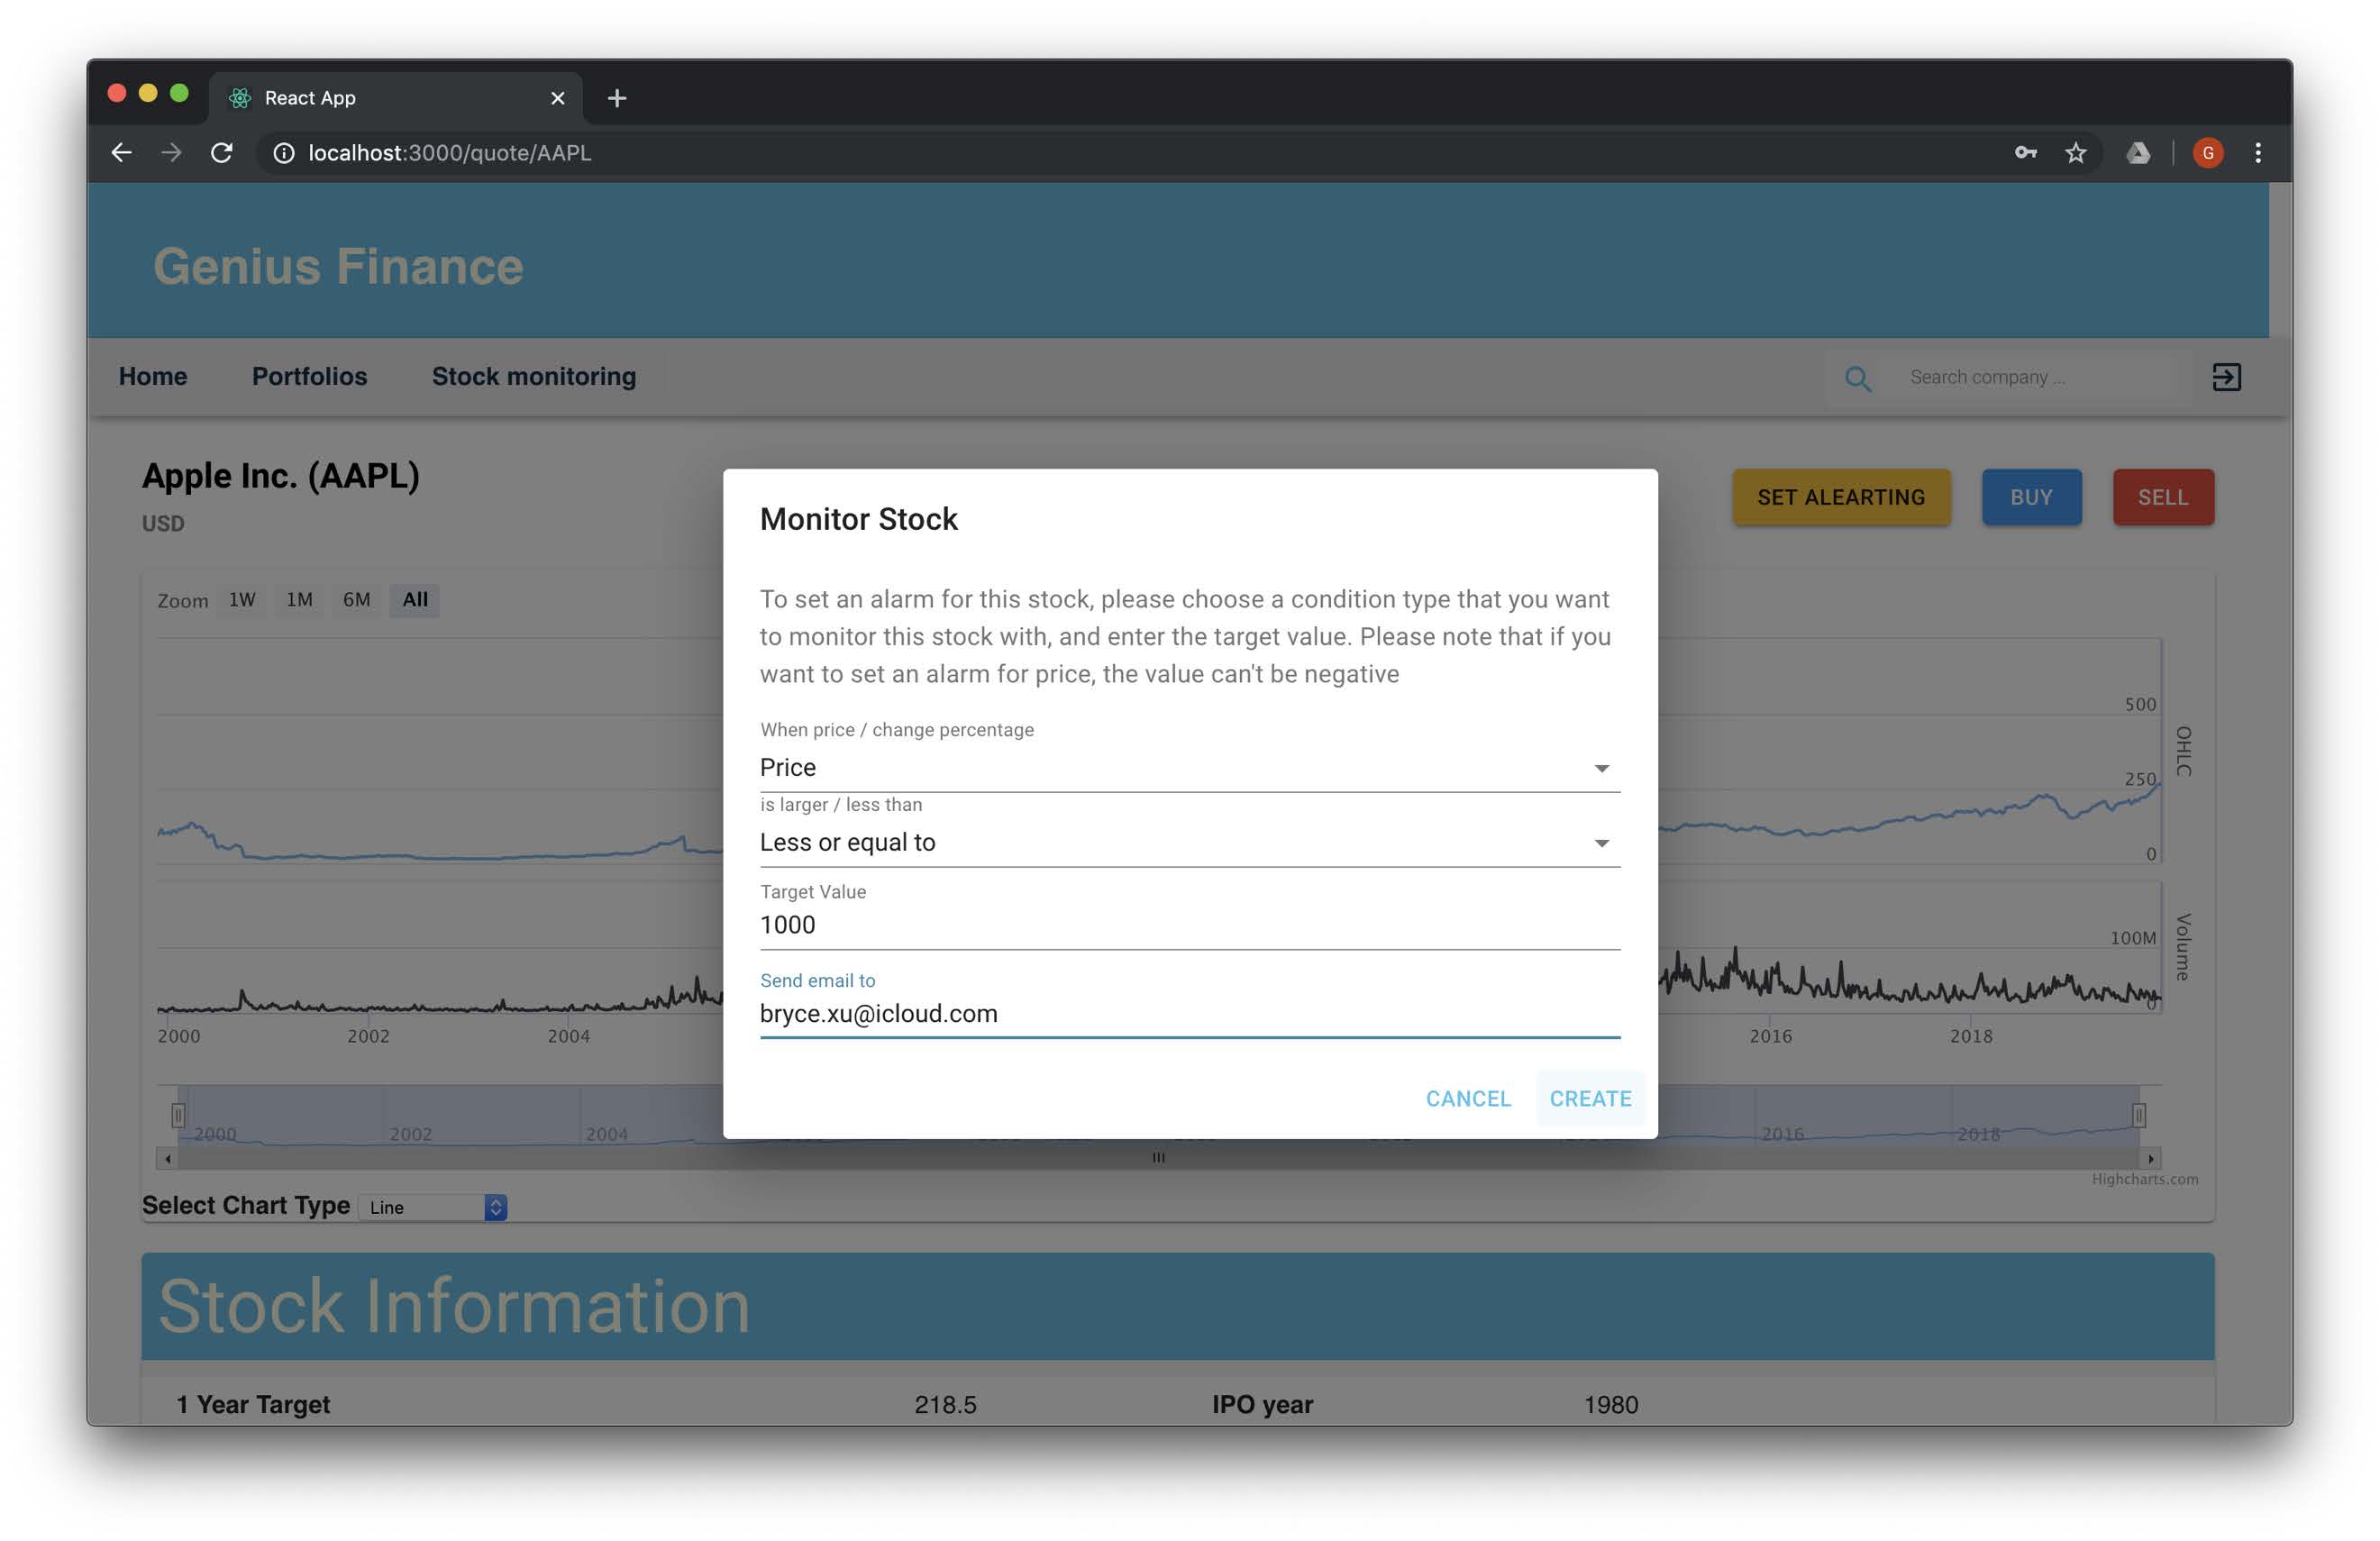 React App
localhost:3000/quote/AAPL
G
Genius Finance
Home Portfolios Stock monitoring Search company ...
Apple Inc. (AAPL)
USD
SET ALEARTING BUY SELL
Zoom 1W 1M 6M All
Monitor Stock
To set an alarm for this stock, please choose a condition type that you want
to monitor this stock with, and enter the target value. Please note that if you
want to set an alarm for price, the value can't be negative
When price / change percentage
Price
is larger / less than
Less or equal to
Target Value
1000
Send email to
bryce.xu@icloud.com
CANCEL CREATE
500
250
0
OHLC
100M
0
Volume
2000 2002 2004 2016 2018
2000 2002 2004 2016 2018
Highcharts.com
Select Chart Type Line
Stock Information
1 Year Target 218.5 IPO year 1980